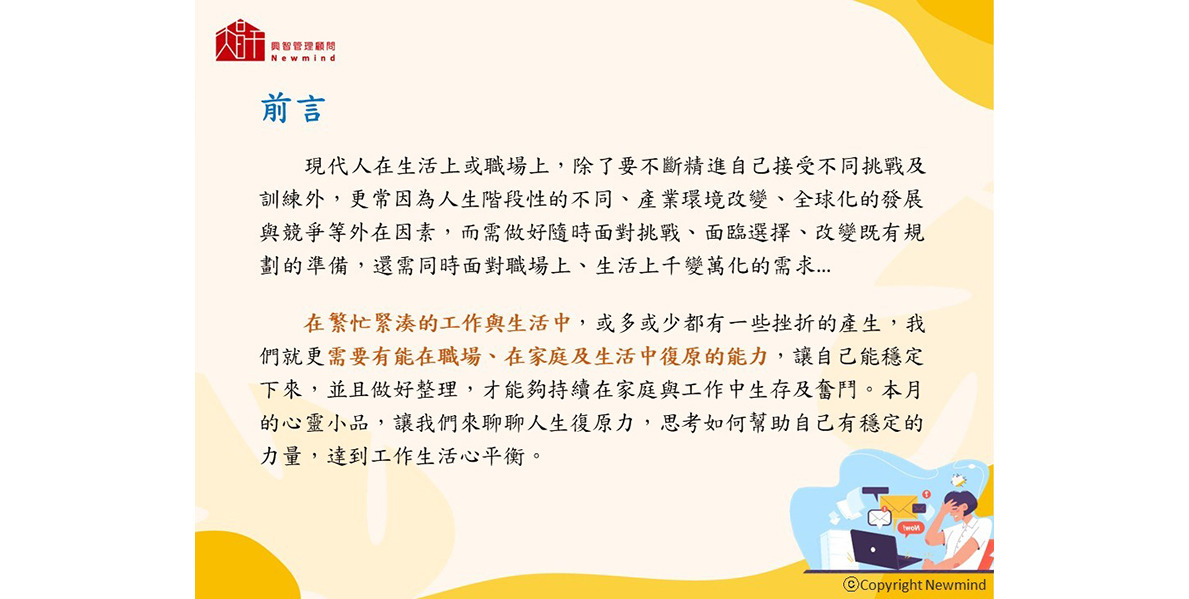 興智管理顧問
Newmind
前言
現代人在生活上或職場上，除了要不斷精進自己接受不同挑戰及
訓練外，更常因為人生階段性的不同、產業環境改變、全球化的發展
與競爭等外在因素，而需做好隨時面對挑戰、面臨選擇、改變既有規
劃的準備，還需同時面對職場上、生活上千變萬化的需求…
在繁忙緊湊的工作與生活中，或多或少都有一些挫折的產生，我
們就更需要有能在職場、在家庭及生活中復原的能力，讓自己能穩定
下來，並且做好整理，才能夠持續在家庭與工作中生存及奮鬥。本月
的心靈小品，讓我們來聊聊人生復原力，思考如何幫助自己有穩定的
力量，達到工作生活心平衡。
Now!
ⓒCopyright Newmind